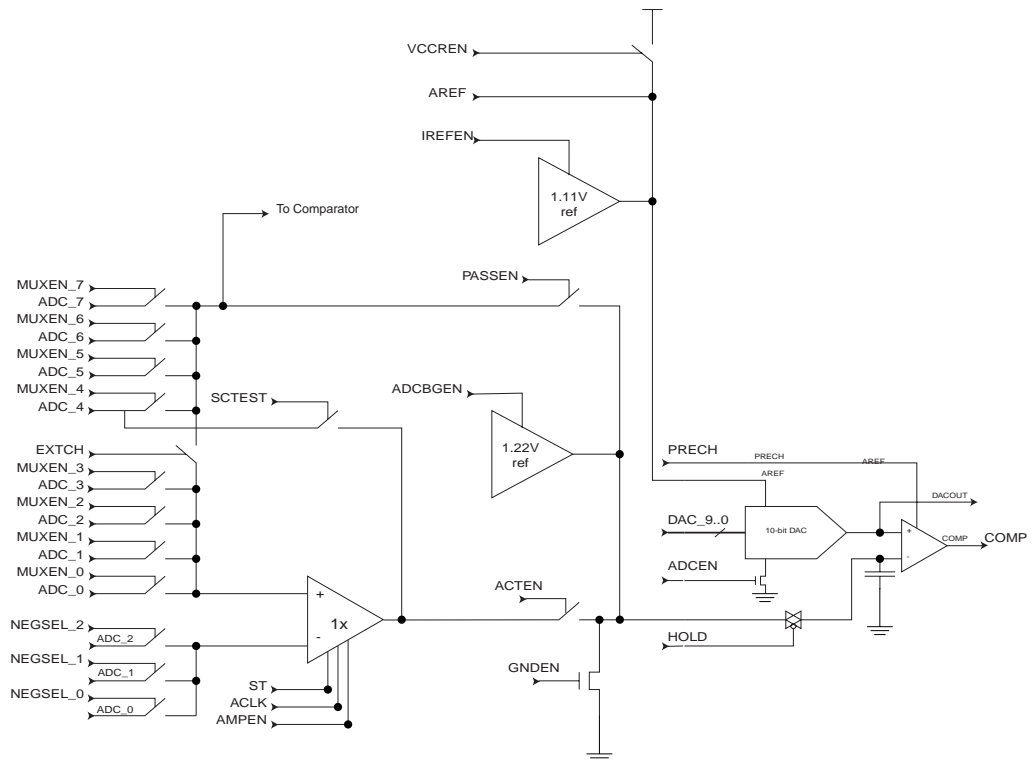 VCCREN
AREF
IREFEN
1.11V
ref
To Comparator
PASSEN
MUXEN_7
ADC_7
MUXEN_6
ADC_6
MUXEN_5
ADC_5
MUXEN_4
ADC_4
SCTEST
ADCBGEN
1.22V
ref
EXTCH
MUXEN_3
ADC_3
MUXEN_2
ADC_2
MUXEN_1
ADC_1
MUXEN_0
ADC_0
PRECH
PRECH
AREF
AREF
DACOUT
DAC_9..0
10-bit DAC
+
-
COMP
COMP
ADCEN
ACTEN
+
1x
-
NEGSEL_2
ADC_2
NEGSEL_1
ADC_1
NEGSEL_0
ADC_0
HOLD
GNDEN
ST
ACLK
AMPEN